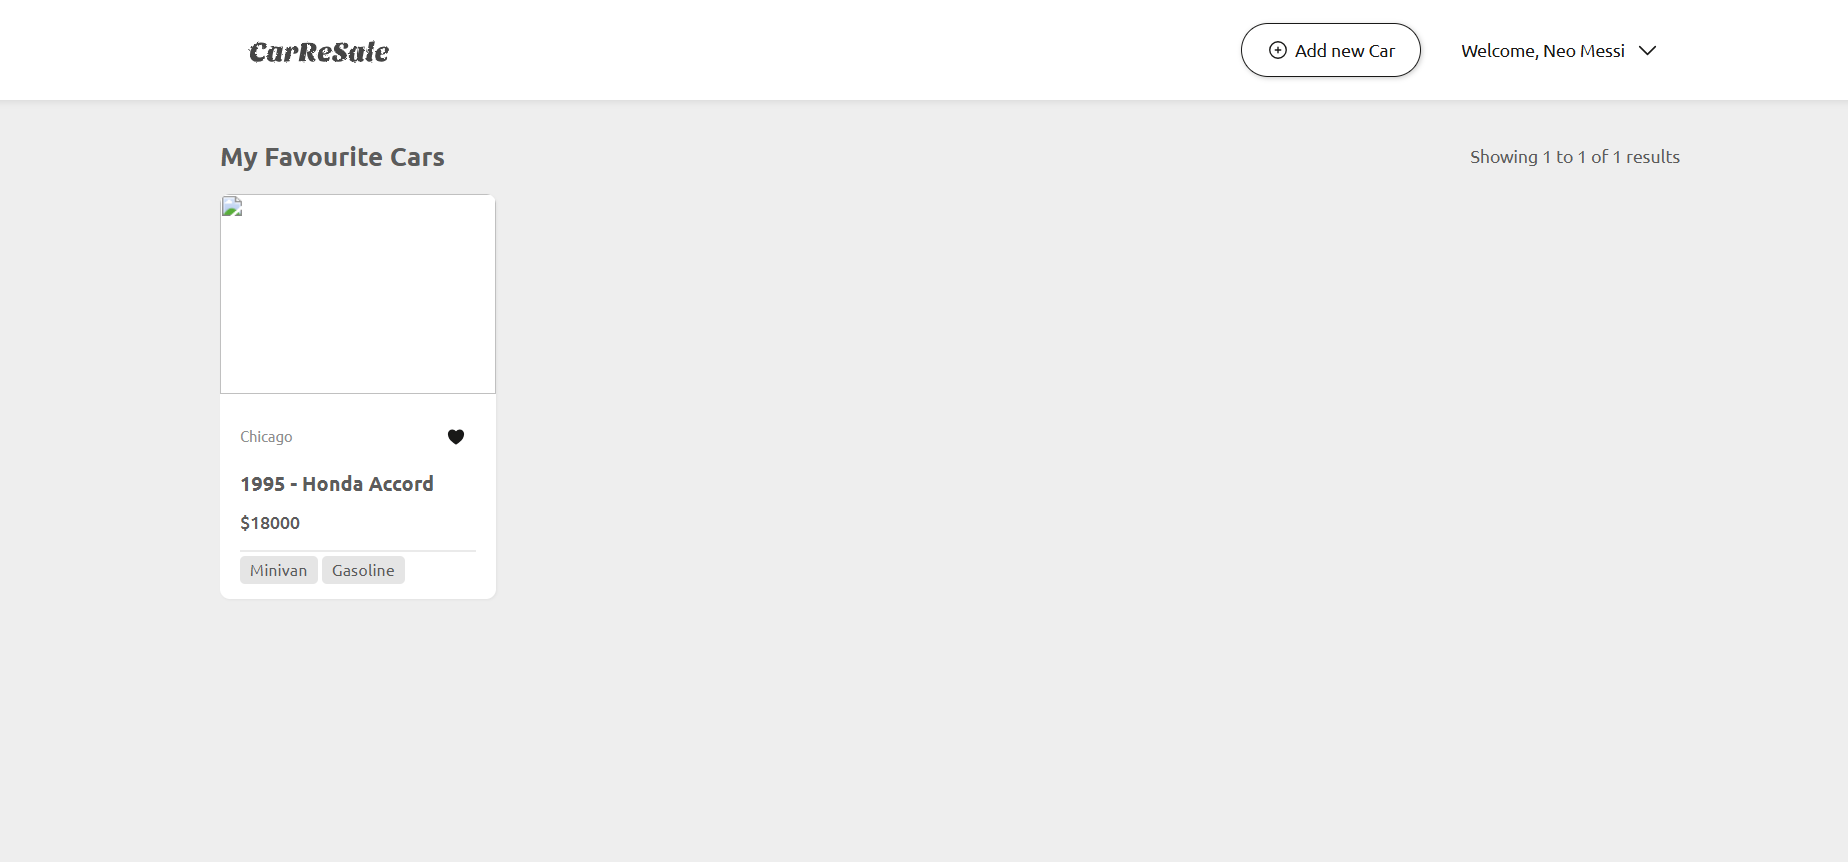 CarReSale
Add new Car
Welcome, Neo Messi
My Favourite Cars
Showing 1 to 1 of 1 results
Chicago
1995 - Honda Accord
$18000
Minivan Gasoline